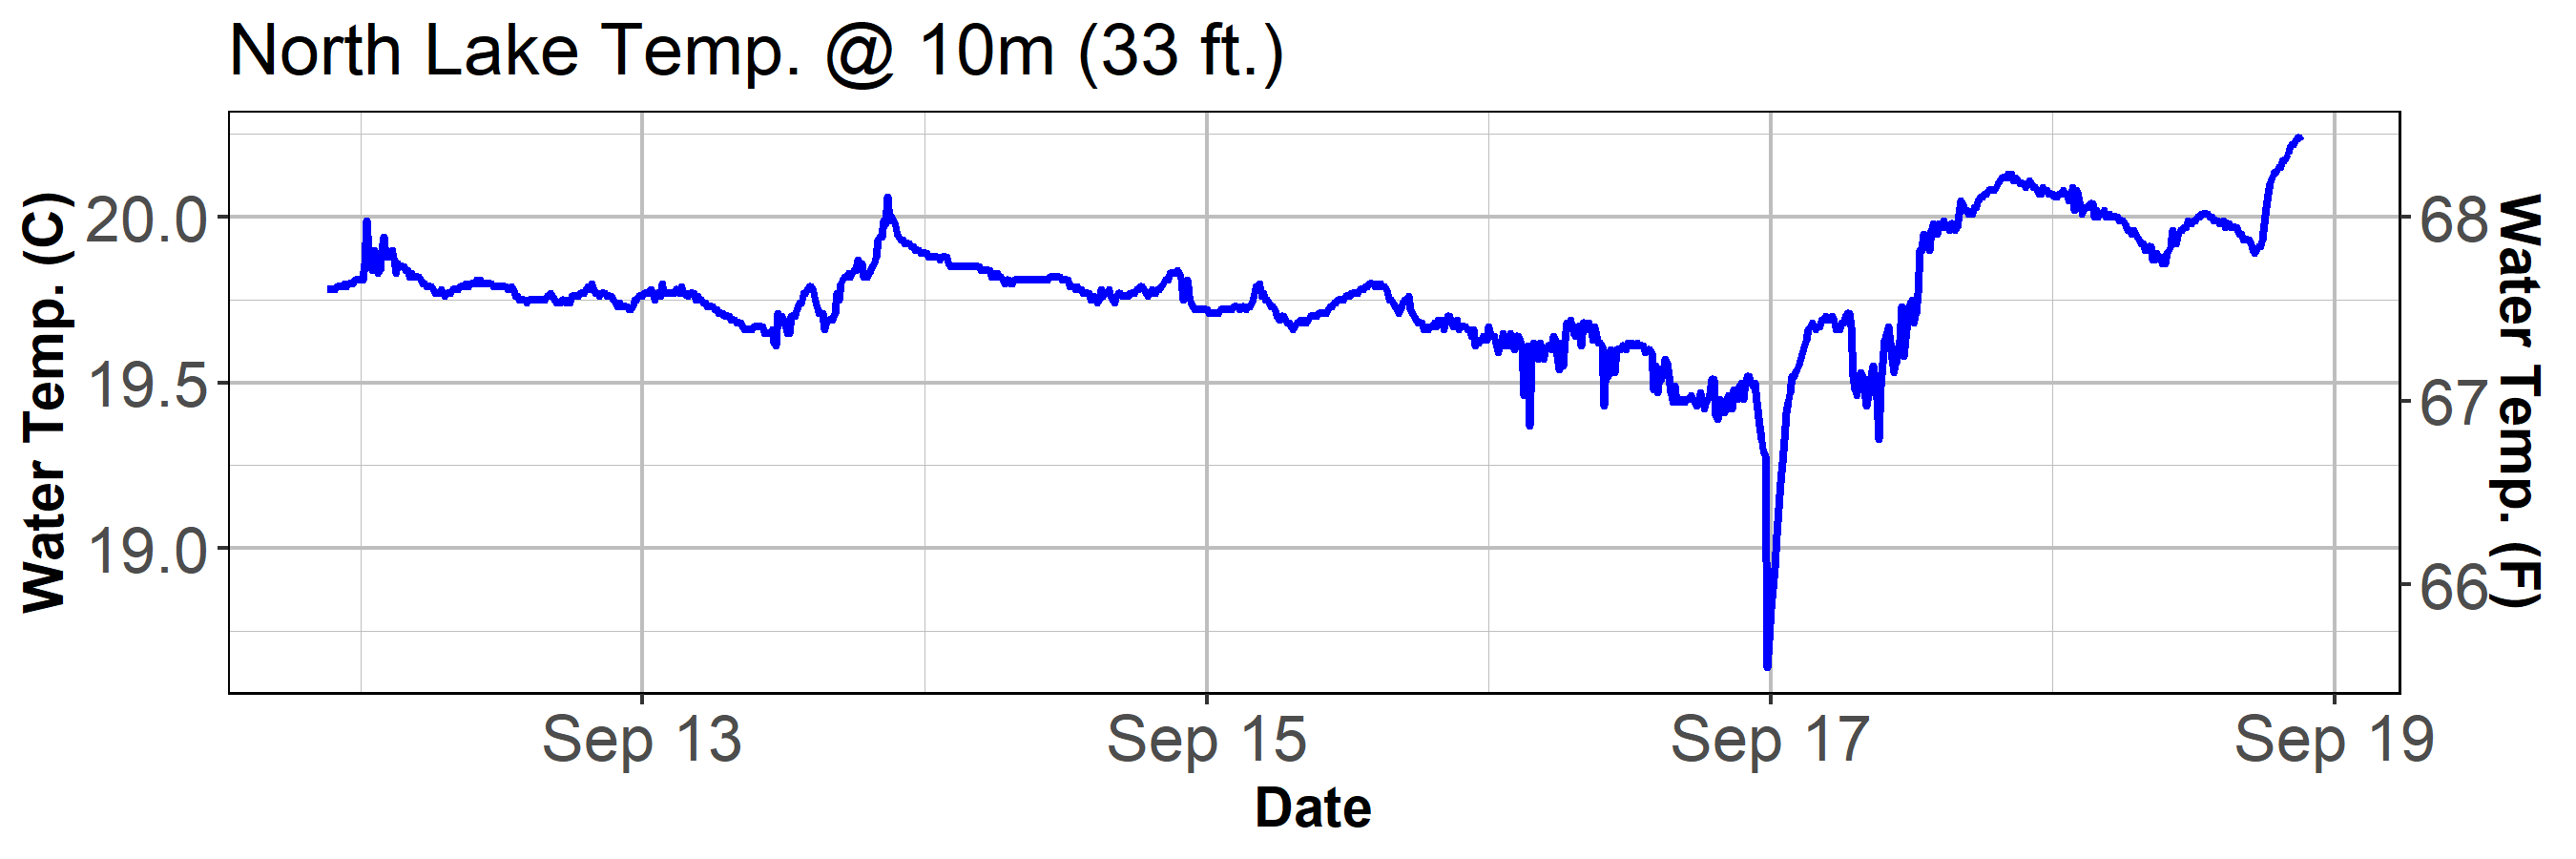 North Lake Temp. @ 10m (33 ft.)
Water Temp. (C)
20.0
19.5
19.0
68
67
66
Water Temp. (F)
Sep 13
Sep 15
Sep 17
Sep 19
Date